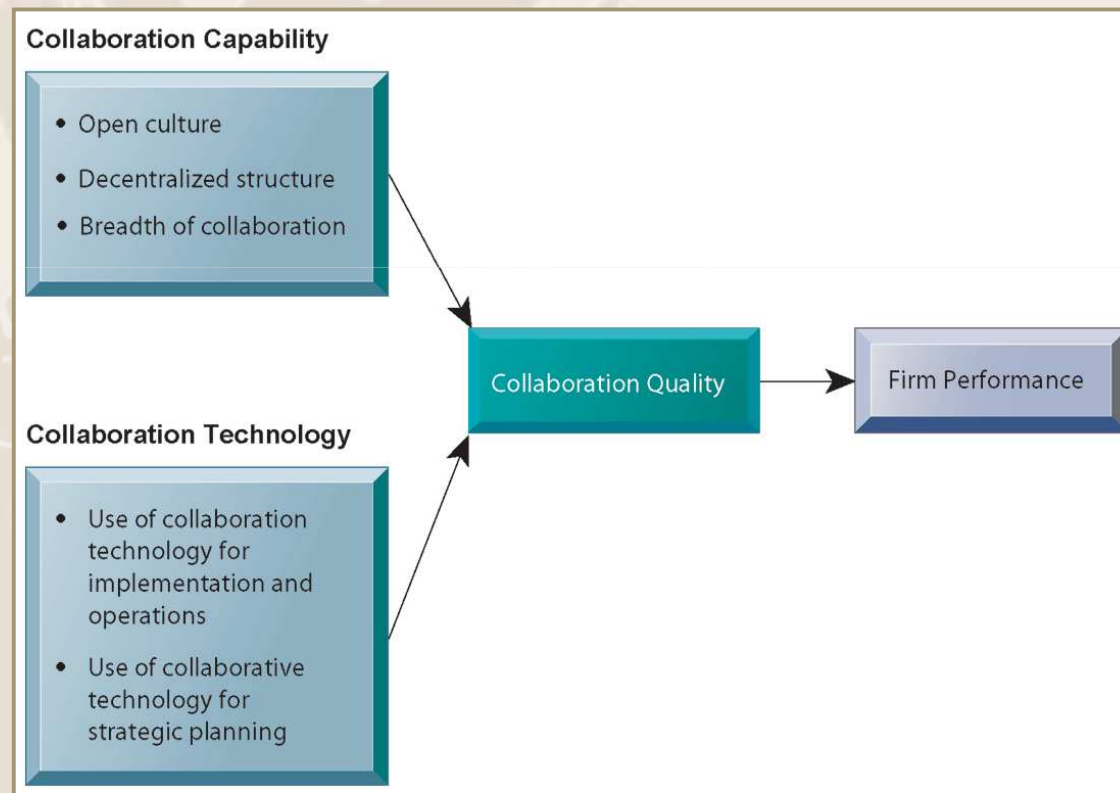 Collaboration Capability
• Open culture
• Decentralized structure
• Breadth of collaboration
Collaboration Quality
Firm Performance
Collaboration Technology
• Use of collaboration
technology for
implementation and
operations
• Use of collaborative
technology for
strategic planning